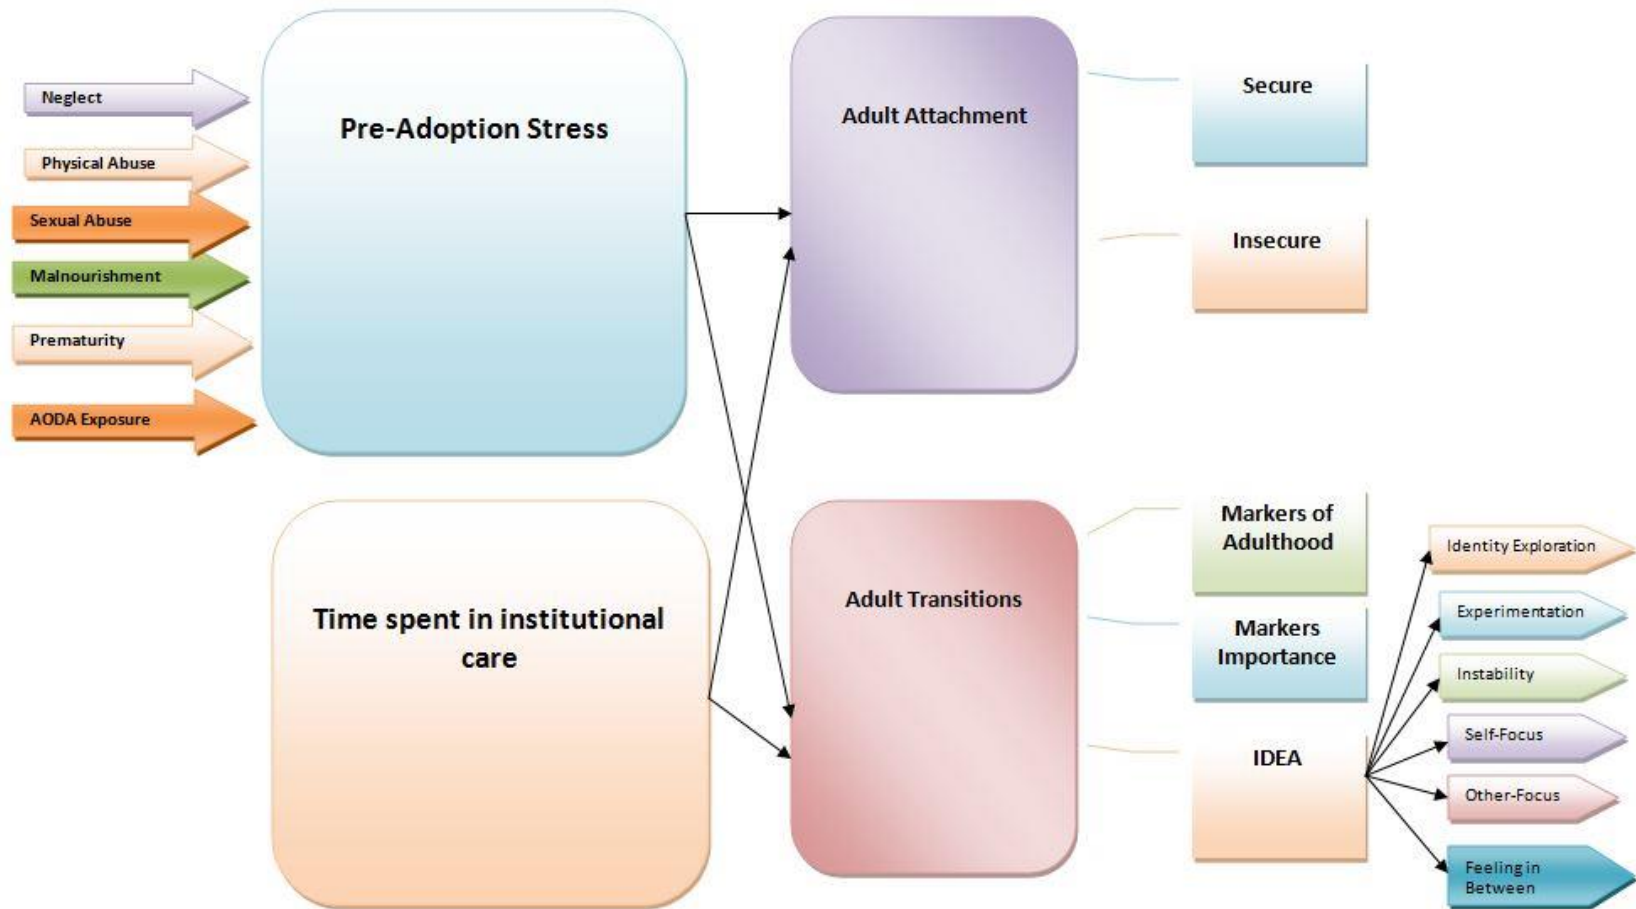 Neglect
Physical Abuse
Sexual Abuse
Malnourishment
Prematurity
AODA Exposure
Pre-Adoption Stress
Time spent in institutional
care
Adult Attachment
Secure
Insecure
Adult Transitions
Markers of
Adulthood
Markers
Importance
IDEA
Identity Exploration
Experimentation
Instability
Self-Focus
Other-Focus
Feeling in
Between